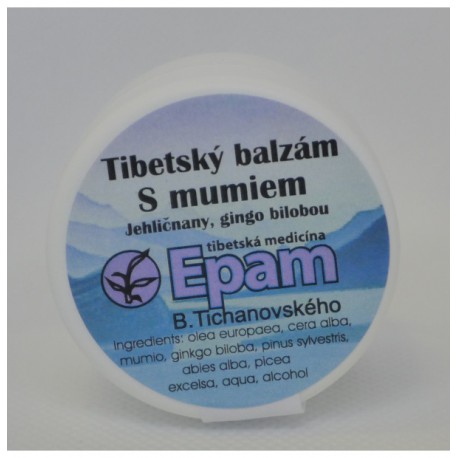 Tibetský balzám
S mumiem
Jehličnany, gingo bilobou
tibetská medicína
Epam
B.Tichanovského
Ingredients: olea europaea, cera alba,
mumio, ginkgo biloba, pinus sylvestris,
abies alba, picea
excelsa, aqua, alcohol